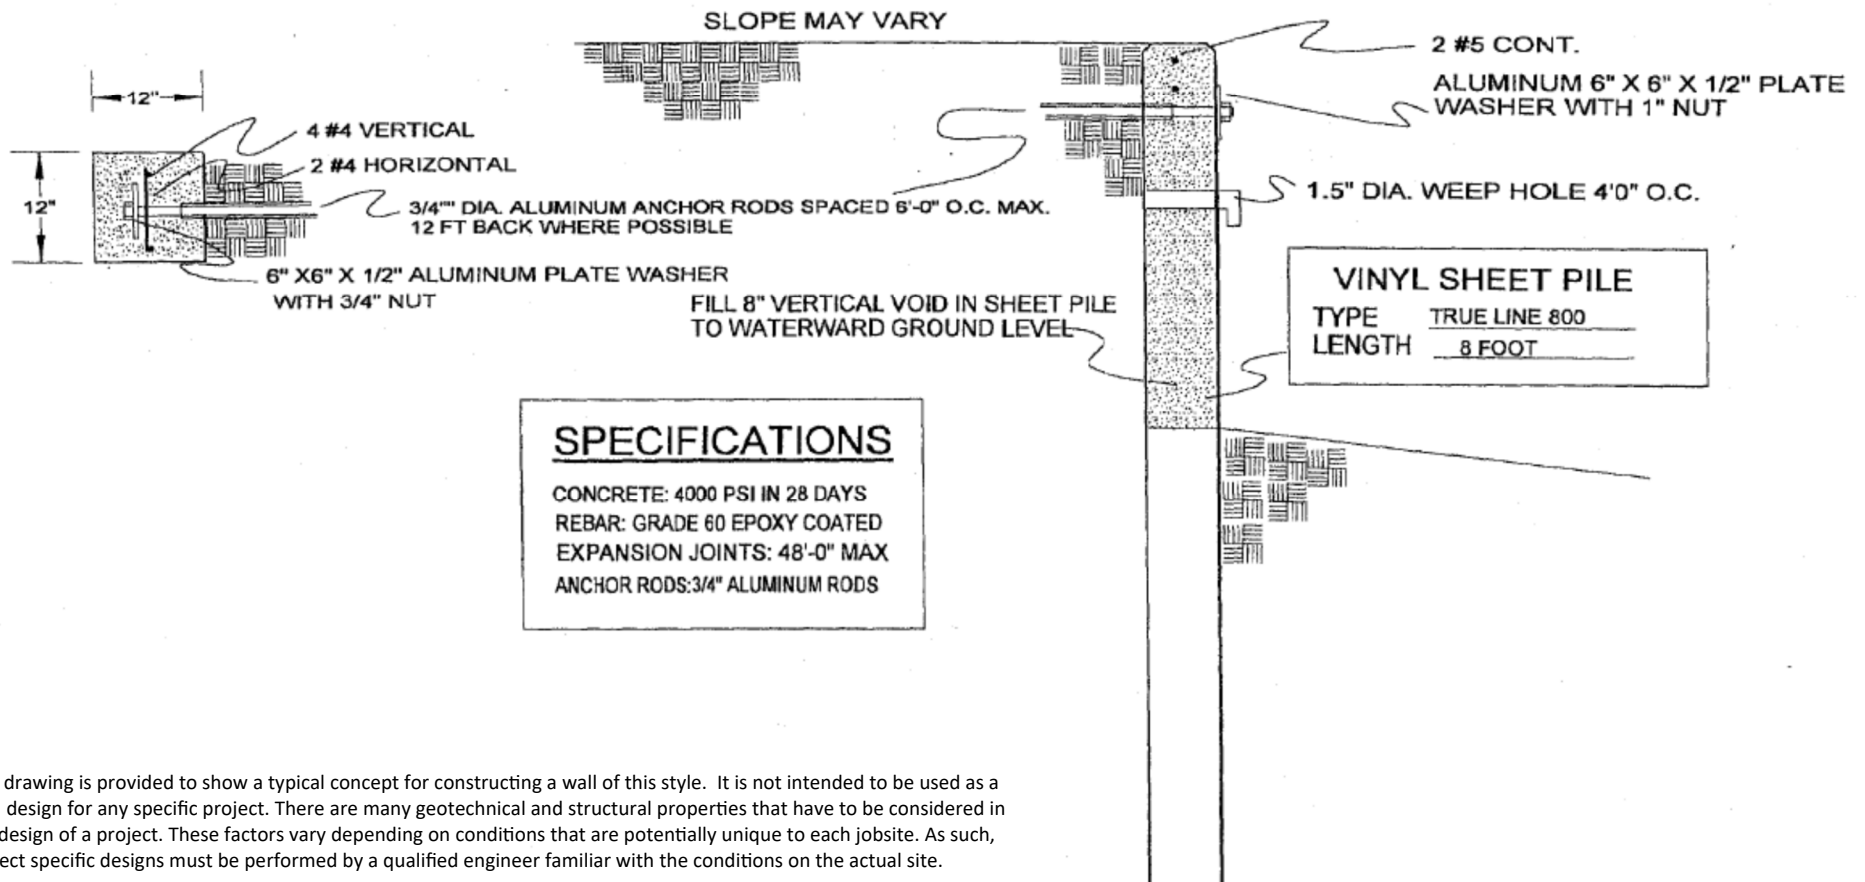 SLOPE MAY VARY
2 #5 CONT.
ALUMINUM 6" X 6" X 1/2" PLATE
WASHER WITH 1" NUT
12"
4 #4 VERTICAL
2 #4 HORIZONTAL
12"
3/4"" DIA. ALUMINUM ANCHOR RODS SPACED 6'-0" O.C. MAX.
12 FT BACK WHERE POSSIBLE
1.5" DIA. WEEP HOLE 4'0" O.C.
6" X6" X 1/2" ALUMINUM PLATE WASHER
WITH 3/4" NUT
FILL 8" VERTICAL VOID IN SHEET PILE
TO WATERWARD GROUND LEVEL
VINYL SHEET PILE
TYPE TRUE LINE 800
LENGTH 8 FOOT
SPECIFICATIONS
CONCRETE: 4000 PSI IN 28 DAYS
REBAR: GRADE 60 EPOXY COATED
EXPANSION JOINTS: 48'-0" MAX
ANCHOR RODS:3/4" ALUMINUM RODS
drawing is provided to show a typical concept for constructing a wall of this style. It is not intended to be used as a
design for any specific project. There are many geotechnical and structural properties that have to be considered in
design of a project. These factors vary depending on conditions that are potentially unique to each jobsite. As such,
ect specific designs must be performed by a qualified engineer familiar with the conditions on the actual site.